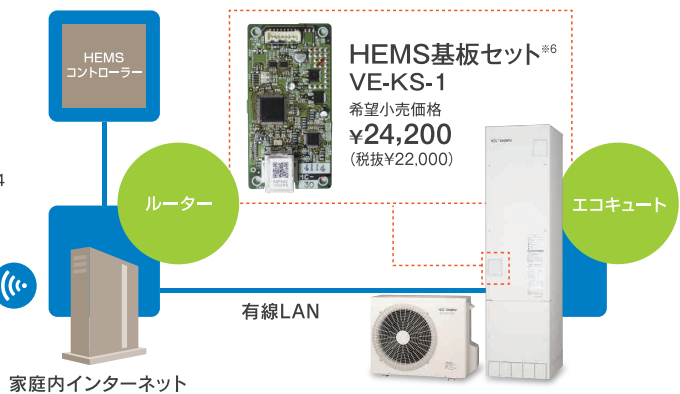 HEMS
コントローラー
HEMS基板セット※6
VE-KS-1
希望小売価格
¥24,200
(税抜¥22,000)
4114
4
ルーター
エコキュート
有線LAN
家庭内インターネット